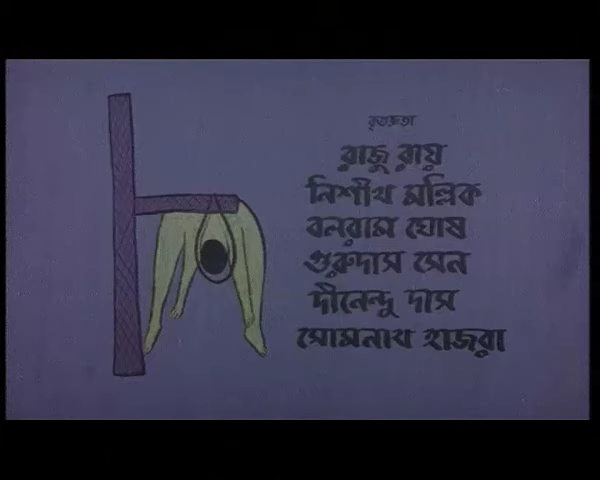 কৃতজ্ঞতা
রাজু রায়
নিশীথ মল্লিক
বলরাম ঘোষ
গুরুদাস সেন
দীনেন্দু দাস
সোমনাথ হাজরা